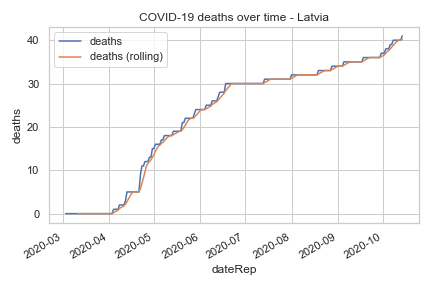 COVID-19 deaths over time - Latvia
deaths
deaths (rolling)
40
30
20
10
0
deaths
2020-03
2020-04
2020-05
2020-06
2020-07
2020-08
2020-09
2020-10
dateRep